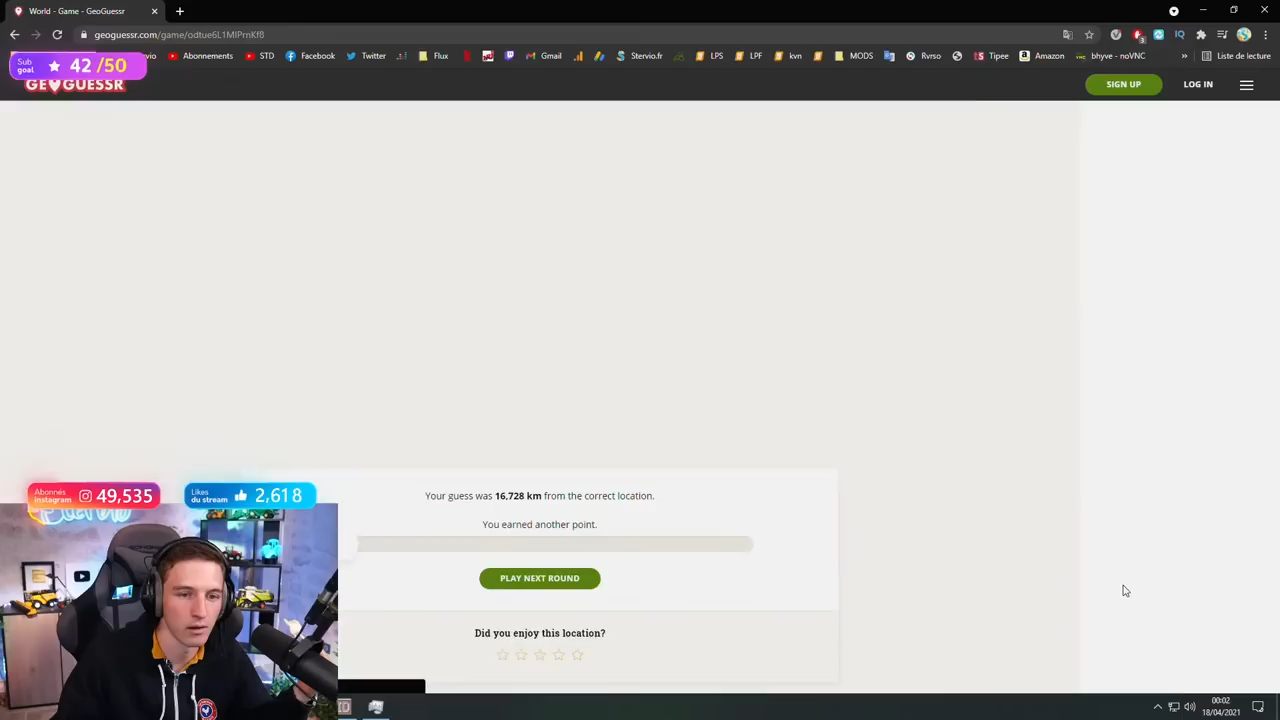 World - Game - GeoGuessr
geoguessr.com/game/odtue6L1MIPrnKf8
Abonnements STD Facebook Twitter Flux Gmail Stervio.fr LPS LPF kvn MODS Rvrso Tipee Amazon bhyve - noVNC » Liste de lecture
Sub goal 42 /50
GEOGUESSR
SIGN UP LOG IN
Your guess was 16,728 km from the correct location.
You earned another point.
PLAY NEXT ROUND
Did you enjoy this location?
Abonnés instagram 49,535
Likes du stream 2,618
00:02
18/04/2021